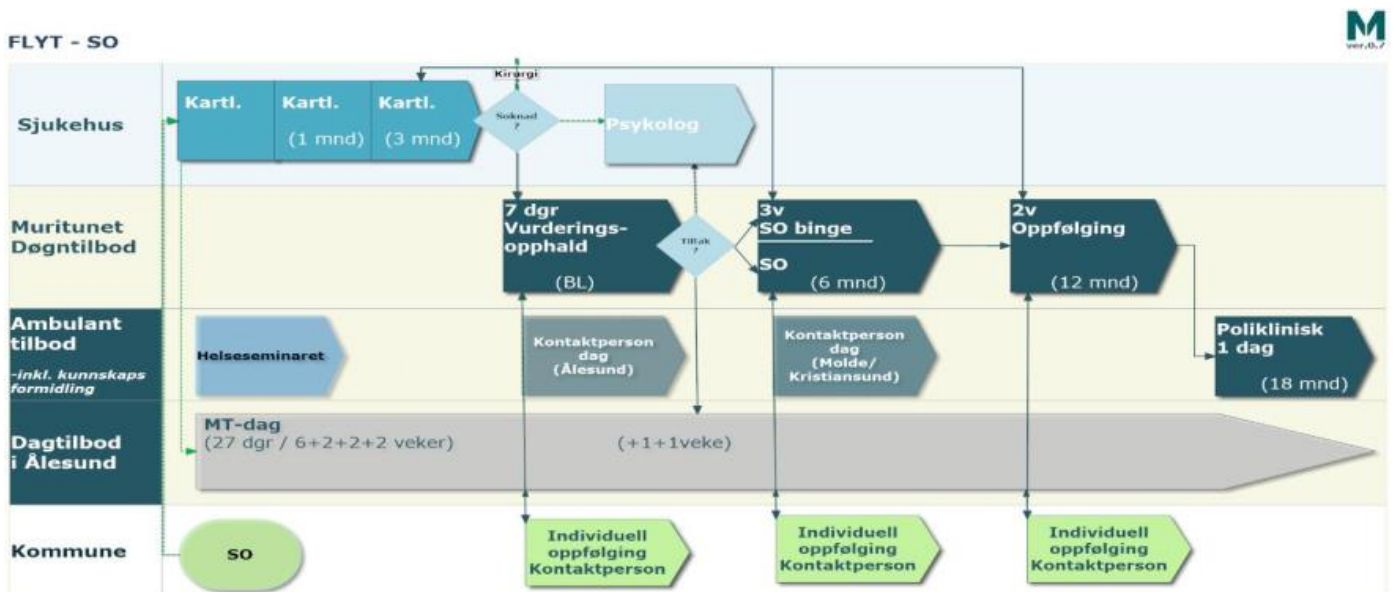 M
ver.0.7
FLYT - SO
Sjukehus
Kartl.
Kartl.
(1 mnd)
Kartl.
(3 mnd)
Kirurgi
Soknad
?
Psykolog
Muritunet
Døgntilbod
7 dgr
Vurderings-
opphald
(BL)
Tiltak
?
3v
SO binge
SO
(6 mnd)
2v
Oppfølging
(12 mnd)
Ambulant
tilbod
-inkl. kunnskaps
formidling
Helseseminaret
Kontaktperson
dag
(Ålesund)
Kontaktperson
dag
(Molde/
Kristiansund)
Poliklinisk
1 dag
(18 mnd)
Dagtilbod
i Ålesund
MT-dag
(27 dgr / 6+2+2+2 veker)
(+1+1veke)
Kommune
SO
Individuell
oppfølging
Kontaktperson
Individuell
oppfølging
Kontaktperson
Individuell
oppfølging
Kontaktperson